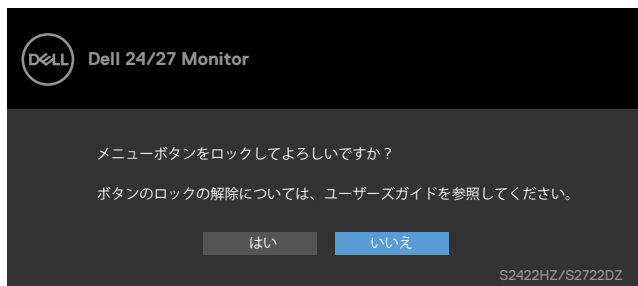 DELL
Dell 24/27 Monitor
メニューボタンをロックしてよろしいですか？
ボタンのロックの解除については、ユーザーズガイドを参照してください。
はい
いいえ
S2422HZ/S2722DZ